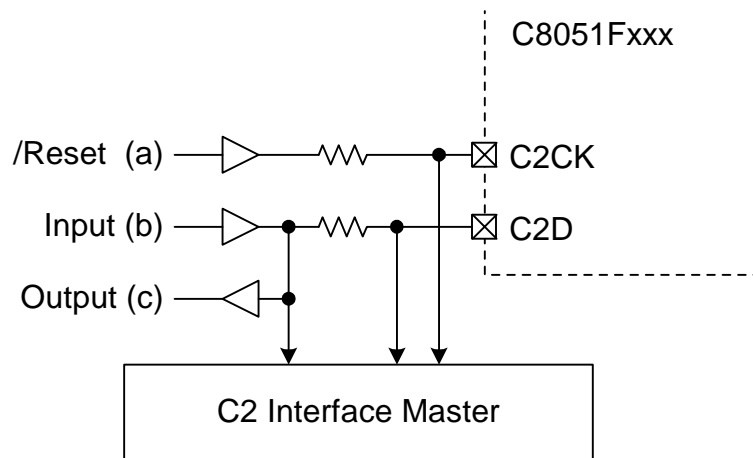 C8051Fxxx
/Reset (a)
C2CK
Input (b)
C2D
Output (c)
C2 Interface Master